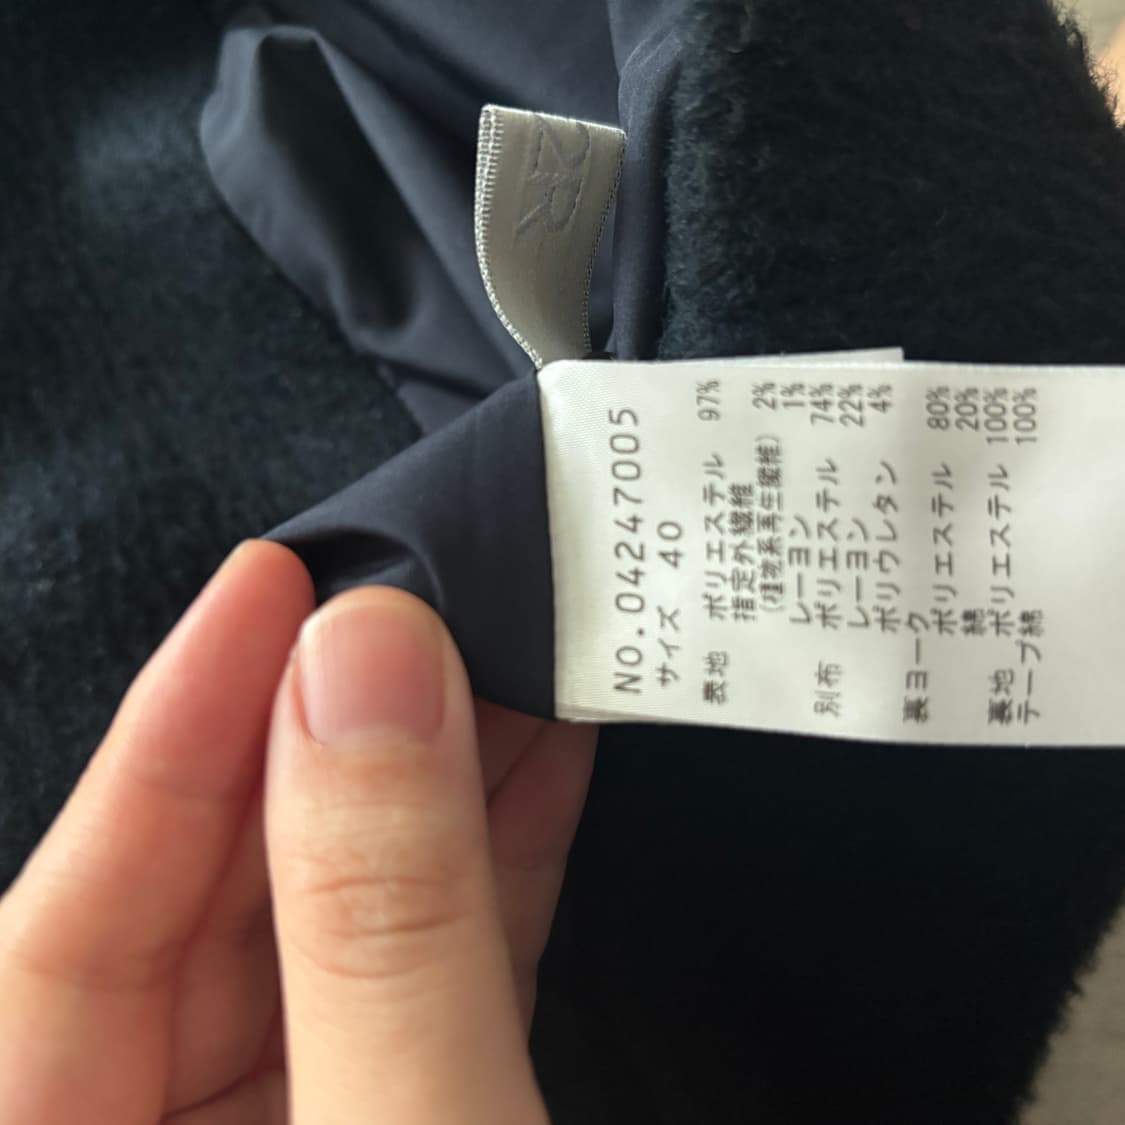 2R
NO.04247005
サイズ 40
表地 ポリエステル 97%
指定外繊維
(植物系再生繊維) 2%
レーヨン 1%
別布 ポリエステル 74%
レーヨン 22%
ポリウレタン 4%
裏ヨーク
ポリエステル 80%
綿 20%
裏地 ポリエステル 100%
テープ綿 100%